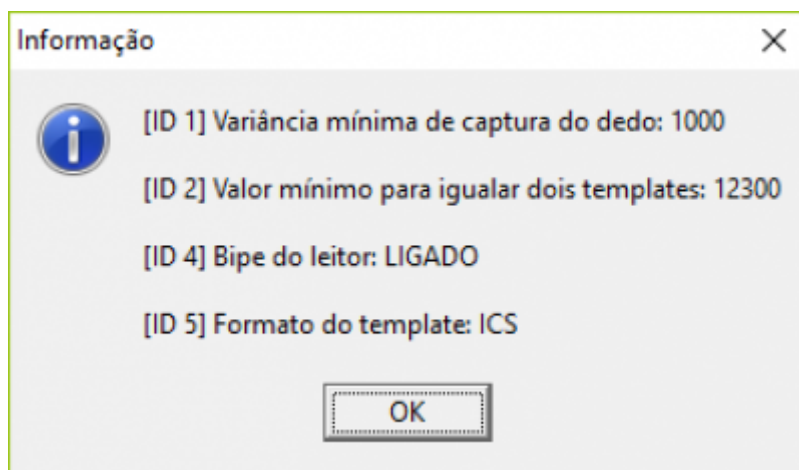 Informação
[ID 1] Variância mínima de captura do dedo: 1000
[ID 2] Valor mínimo para igualar dois templates: 12300
[ID 4] Bipe do leitor: LIGADO
[ID 5] Formato do template: ICS
OK